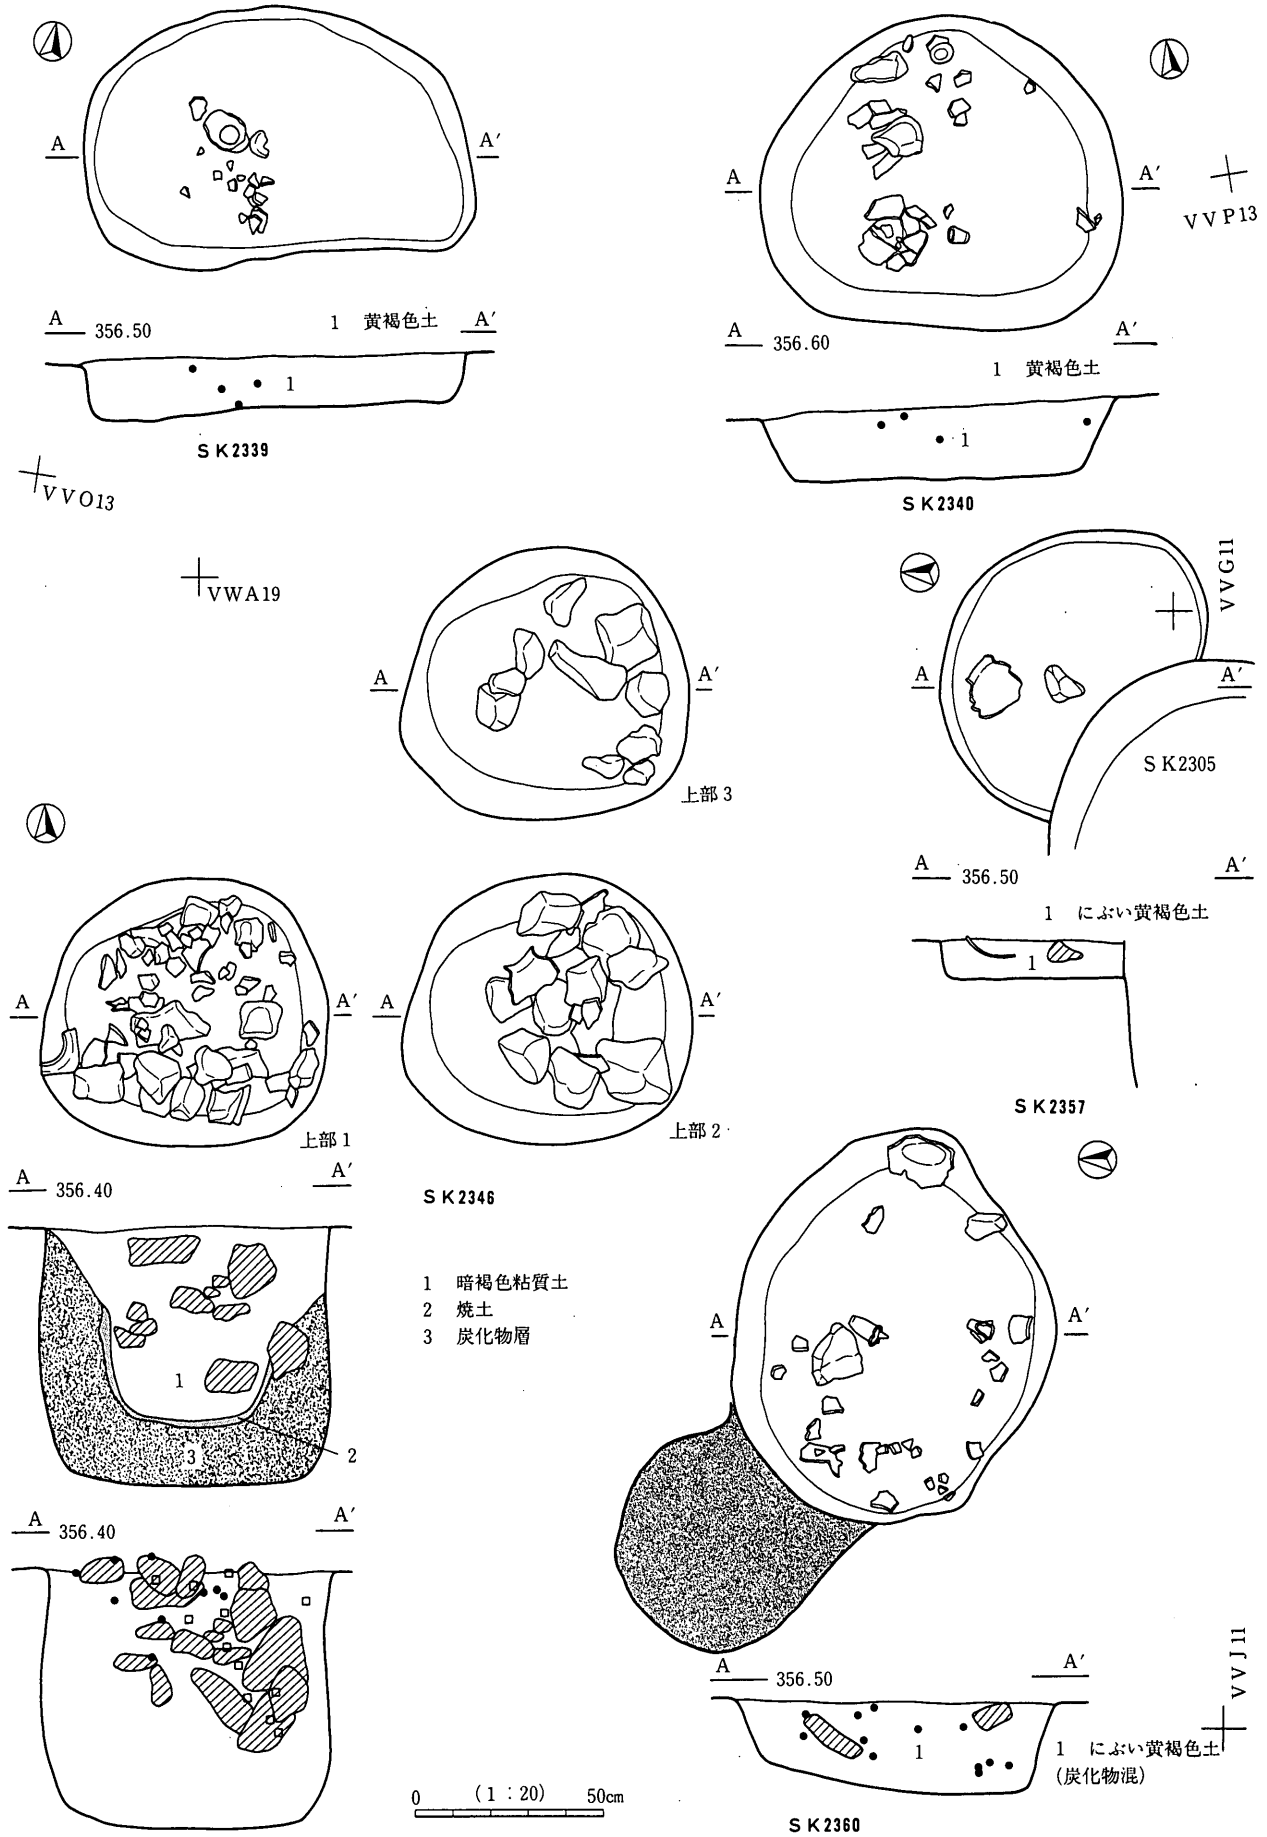 A A′
A 356.50 1 黄褐色土 A′
1
SK2339
VVO13
A A′
VVP13
A 356.60 A′
1 黄褐色土
1
SK2340
VWA19
A A′
上部3
VVG11
A A′
SK2305
A 356.50 A′
1 にぶい黄褐色土
1
SK2357
A A′
上部1
A A′
上部2
A 356.40 A′
SK2346
1 暗褐色粘質土
2 焼土
3 炭化物層
1
3
2
A 356.40 A′
A A′
A 356.50 A′
VVJ11
1
1 にぶい黄褐色土
(炭化物混)
SK2360
0 (1:20) 50cm